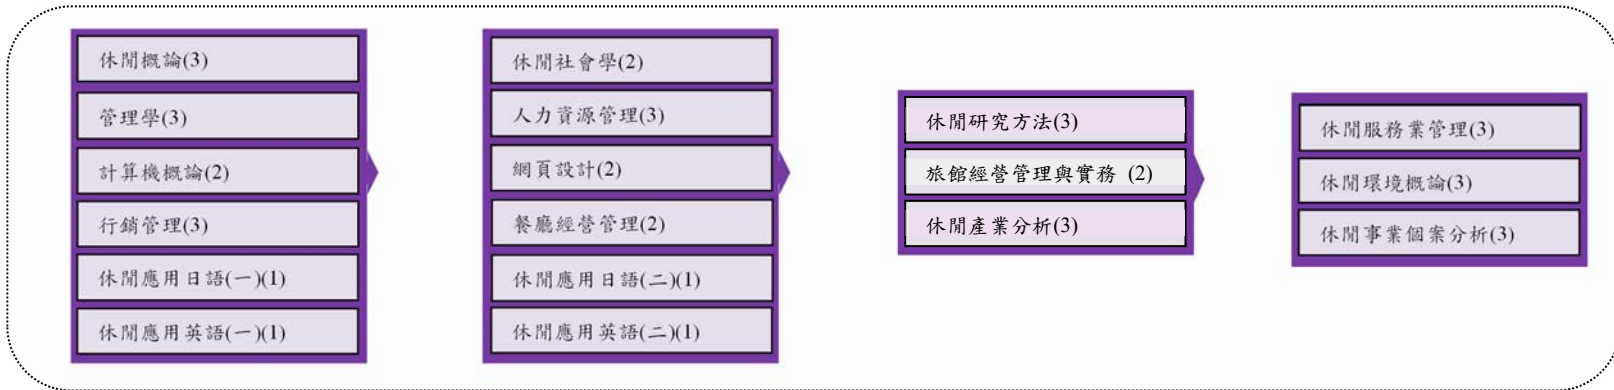 休閒概論(3)
管理學(3)
計算機概論(2)
行銷管理(3)
休閒應用日語(一)(1)
休閒應用英語(一)(1)
休閒社會學(2)
人力資源管理(3)
網頁設計(2)
餐廳經營管理(2)
休閒應用日語(二)(1)
休閒應用英語(二)(1)
休閒研究方法(3)
旅館經營管理與實務 (2)
休閒產業分析(3)
休閒服務業管理(3)
休閒環境概論(3)
休閒事業個案分析(3)